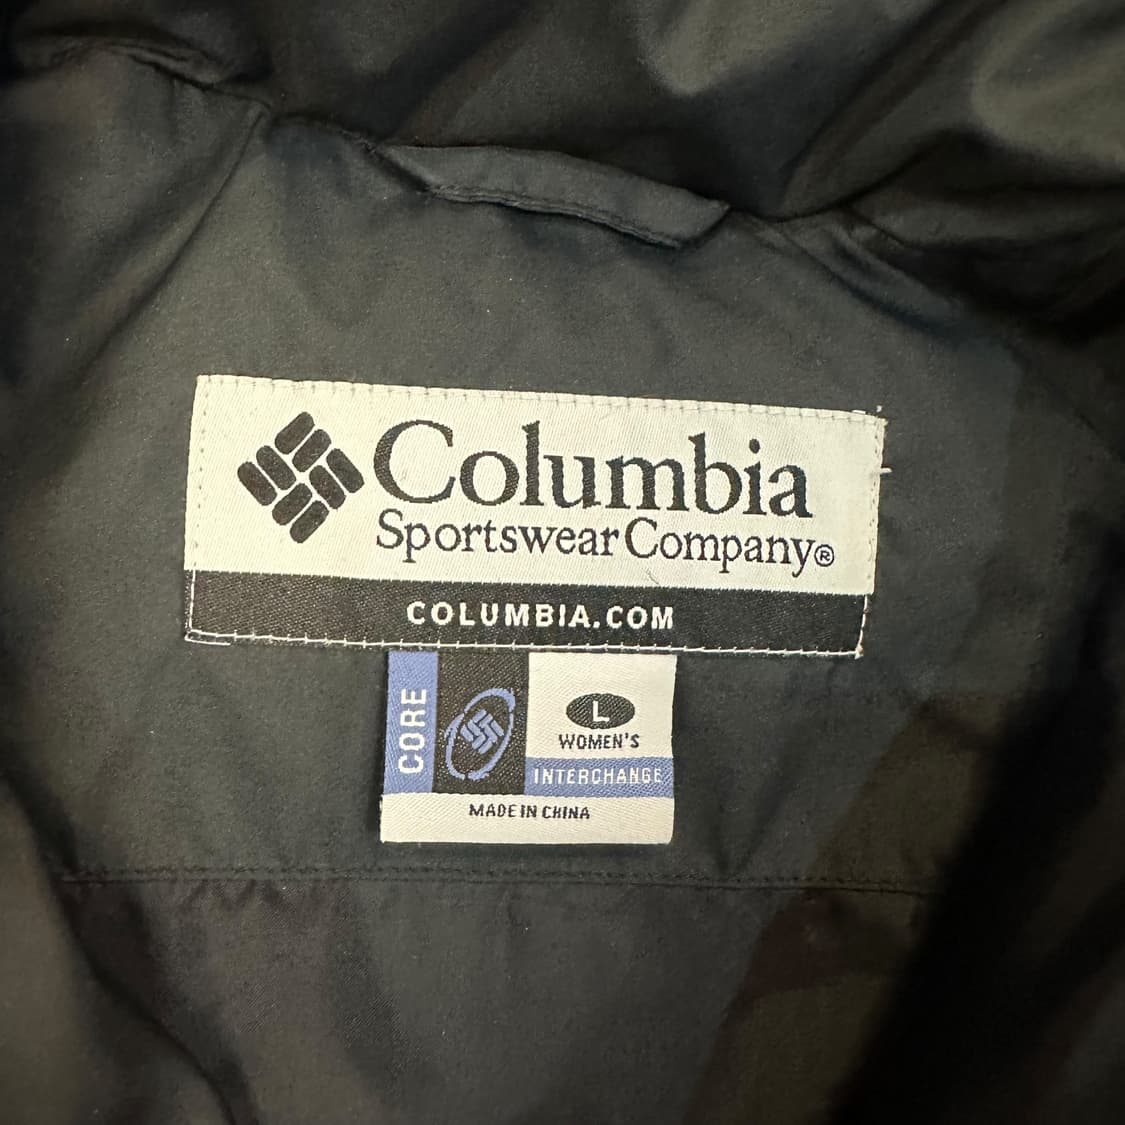 Columbia
Sportswear Company®
COLUMBIA.COM
CORE
L
WOMEN'S
INTERCHANGE
MADE IN CHINA